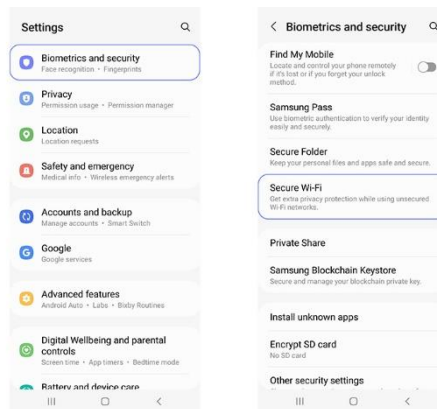 Settings
Biometrics and security
Face recognition • Fingerprints
Privacy
Permission usage • Permission manager
Location
Location requests
Safety and emergency
Medical info • Wireless emergency alerts
Accounts and backup
Manage accounts • Smart Switch
Google
Google services
Advanced features
Android Auto • Labs • Bixby Routines
Digital Wellbeing and parental
controls
Screen time • App timers • Bedtime mode
Battery and device care
Biometrics and security
Find My Mobile
Locate and control your phone remotely
if it's lost or if you forget your unlock
method.
Samsung Pass
Use biometric authentication to verify your identity
easily and securely.
Secure Folder
Keep your personal files and apps safe and secure.
Secure Wi-Fi
Get extra privacy protection while using unsecured
Wi-Fi networks.
Private Share
Samsung Blockchain Keystore
Secure and manage your blockchain private key.
Install unknown apps
Encrypt SD card
No SD card
Other security settings